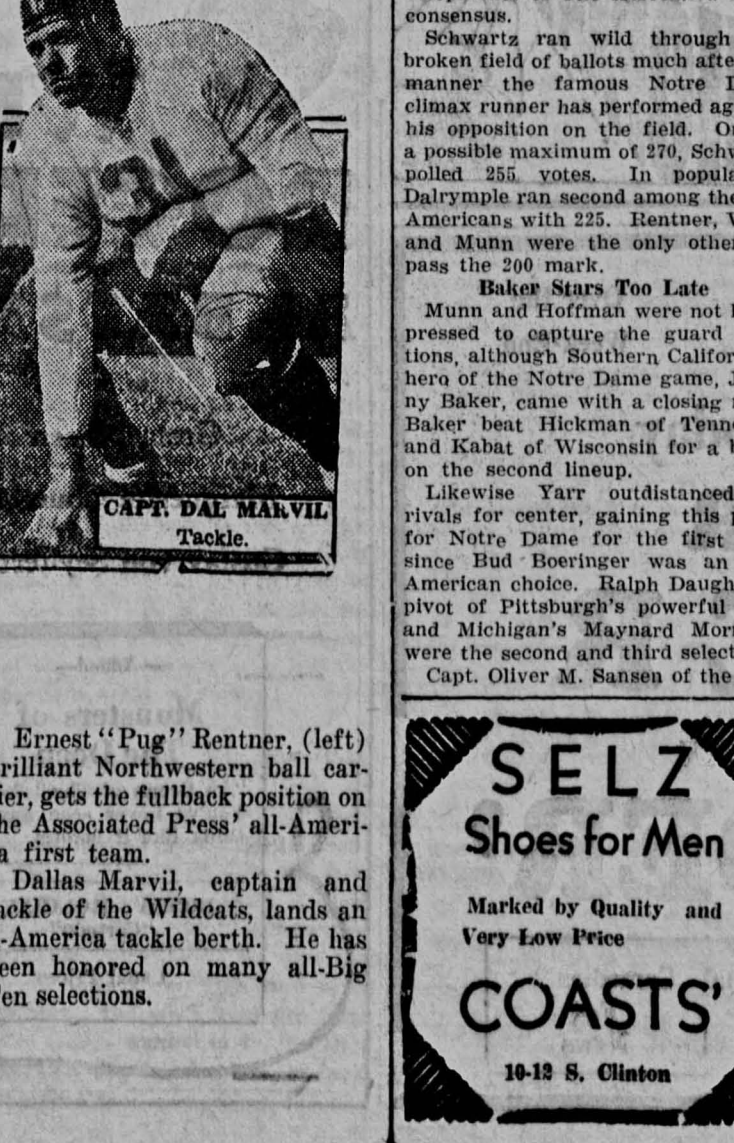 31
CAPT. DAL MARVIL
Tackle.
Ernest "Pug" Rentner, (left)
rilliant Northwestern ball car-
ier, gets the fullback position on
he Associated Press' all-Ameri-
a first team.
Dallas Marvil, captain and
ackle of the Wildcats, lands an
-America tackle berth. He has
een honored on many all-Big
en selections.
consensus.
Schwartz ran wild through
broken field of ballots much afte
manner the famous Notre D
climax runner has performed ag
his opposition on the field. O
a possible maximum of 270, Schw
polled 255 votes. In popula
Dalrymple ran second among the
Americans with 225. Rentner, W
and Munn were the only other
pass the 200 mark.
Baker Stars Too Late
Munn and Hoffman were not h
pressed to capture the guard
tions, although Southern Califor
hero of the Notre Dame game, J
ny Baker, came with a closing
Baker beat Hickman of Tenne
and Kabat of Wisconsin for a b
on the second lineup.
Likewise Yarr outdistanced
rivals for center, gaining this p
for Notre Dame for the first
since Bud Boeringer was an
American choice. Ralph Daugh
pivot of Pittsburgh's powerful
and Michigan's Maynard Morr
were the second and third select
Capt. Oliver M. Sansen of the
SELZ
Shoes for Men
Marked by Quality and
Very Low Price
COASTS'
10-12 S. Clinton